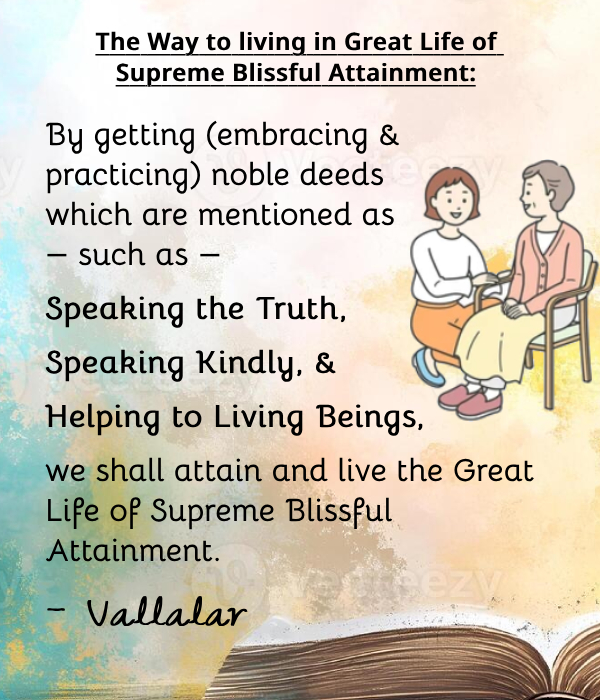 The Way to living in Great Life of
Supreme Blissful Attainment:
By getting (embracing &
practicing) noble deeds
which are mentioned as
– such as –
Speaking the Truth,
Speaking Kindly, &
Helping to Living Beings,
we shall attain and live the Great
Life of Supreme Blissful
Attainment.
– Vallalar
vecteezy
vecteezy
vecteezy